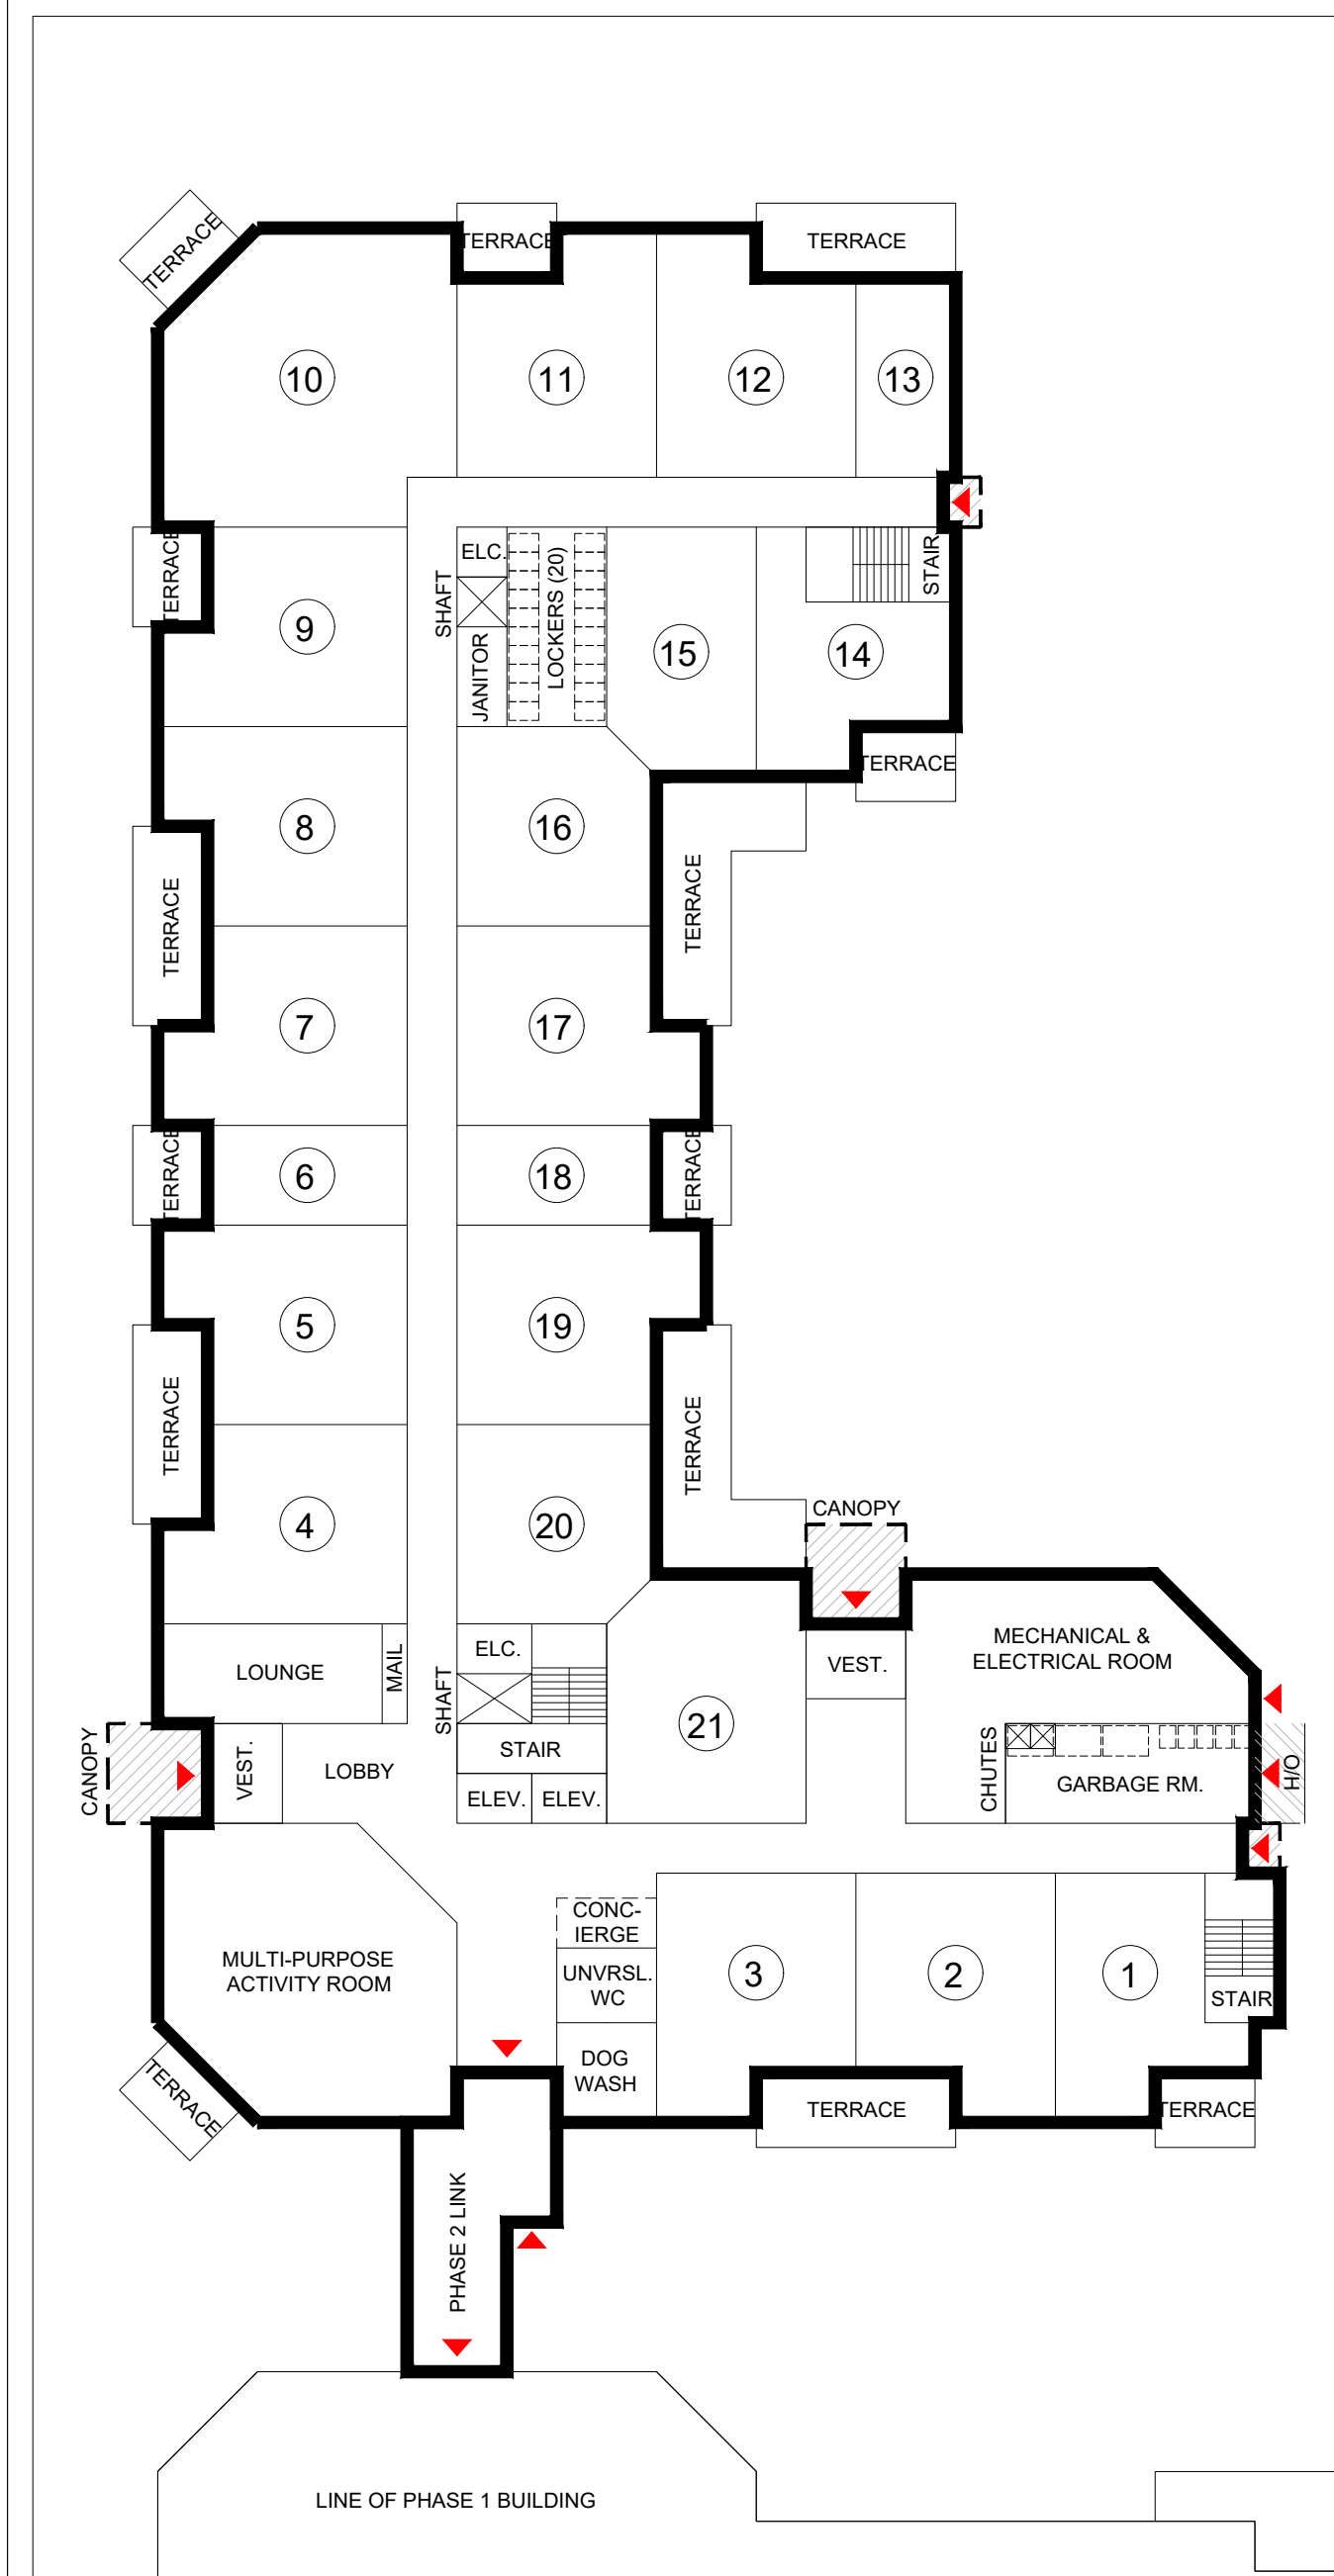 TERRACE
TERRACE
TERRACE
10
11
12
13
TERRACE
ELC.
SHAFT
JANITOR
LOCKERS (20)
STAIR
9
15
14
TERRACE
8
16
TERRACE
TERRACE
7
17
TERRACE
6
18
TERRACE
5
19
TERRACE
TERRACE
4
20
CANOPY
LOUNGE
MAIL
SHAFT
ELC.
VEST.
MECHANICAL &
ELECTRICAL ROOM
21
CANOPY
VEST.
LOBBY
STAIR
ELEV.
ELEV.
CHUTES
GARBAGE RM.
H/O
MULTI-PURPOSE
ACTIVITY ROOM
CONC-
IERGE
UNVRSL.
WC
DOG
WASH
3
2
1
STAIR
TERRACE
TERRACE
TERRACE
PHASE 2 LINK
LINE OF PHASE 1 BUILDING